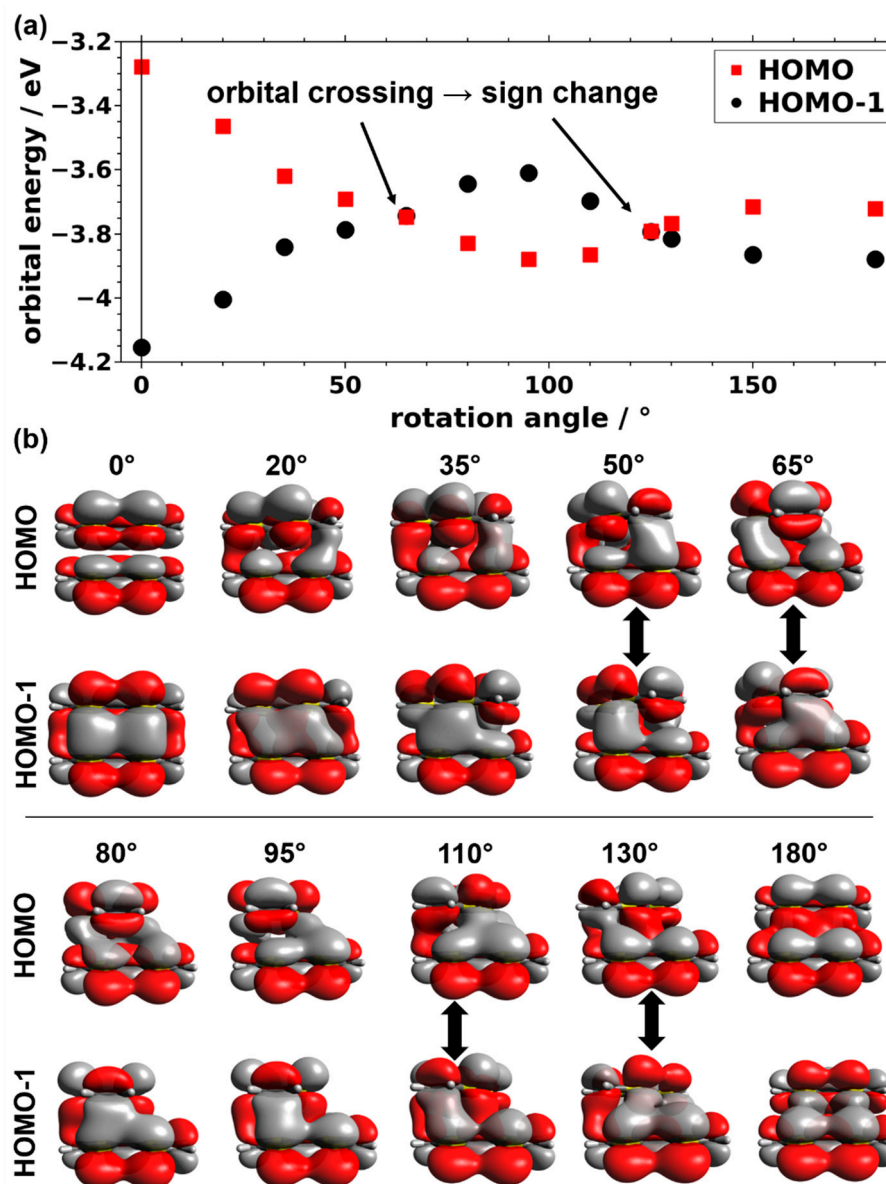 (a)
−3.2
−3.4
−3.6
−3.8
−4
−4.2
orbital energy / eV
orbital crossing → sign change
HOMO
HOMO-1
0
50
100
150
rotation angle / °
(b)
0° 20° 35° 50° 65°
HOMO
HOMO-1
80° 95° 110° 130° 180°
HOMO
HOMO-1